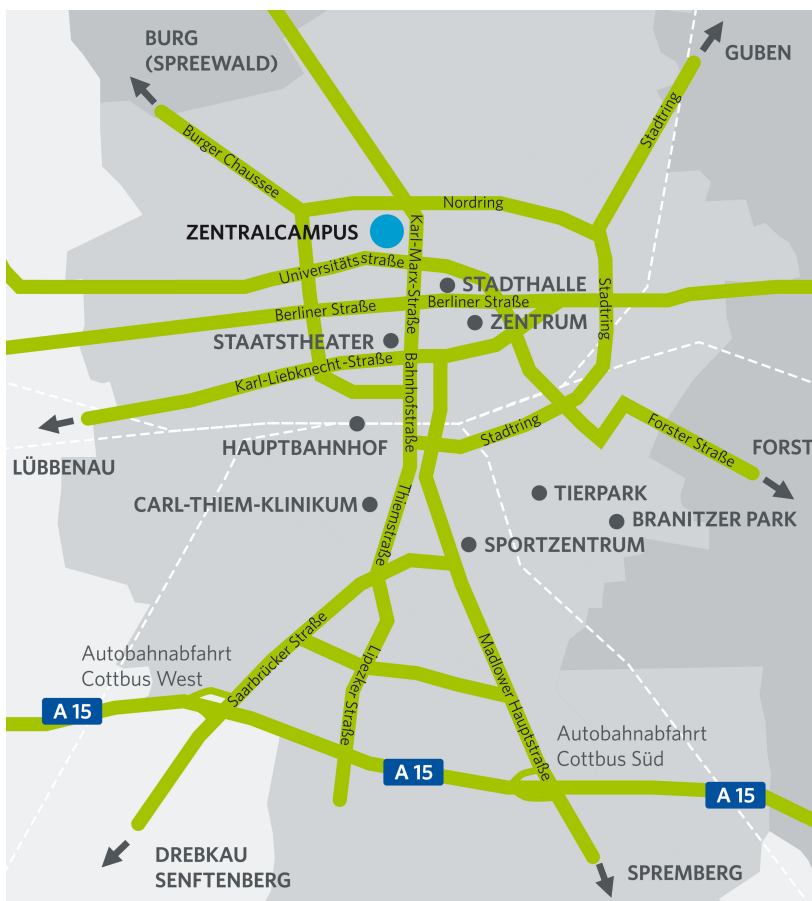 BURG
(SPREEWALD)
GUBEN
Burger Chaussee
Stadtring
Nordring
ZENTRALCAMPUS
Karl-Marx-Straße
Universitätsstraße
STADTHALLE
Stadtring
Berliner Straße
Berliner Straße
ZENTRUM
STAATSTHEATER
Karl-Liebknecht-Straße
Bahnhofstraße
Stadtring
HAUPTBAHNHOF
Forster Straße
FORST
LÜBBENAU
CARL-THIEM-KLINIKUM
Thiemstraße
TIERPARK
BRANITZER PARK
SPORTZENTRUM
Autobahnabfahrt
Cottbus West
Saarbrücker Straße
Lipezker Straße
Madlower Hauptstraße
A 15
Autobahnabfahrt
Cottbus Süd
A 15
A 15
DREBKAU
SENFTENBERG
SPREMBERG